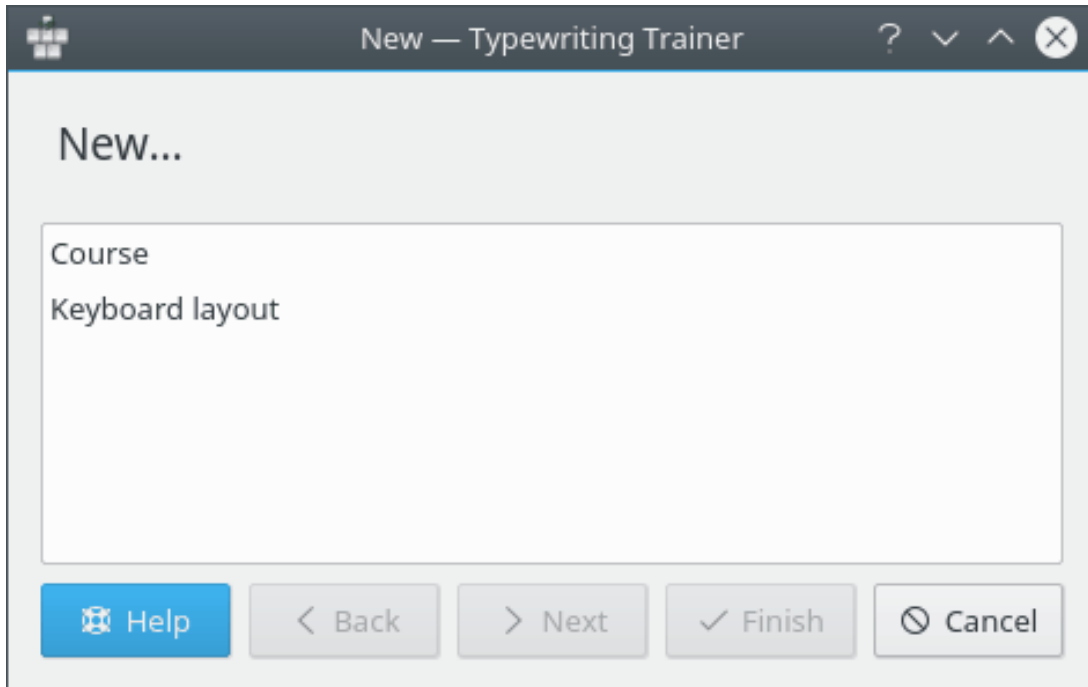 New — Typewriting Trainer ?
New...
Course
Keyboard layout
Help < Back > Next Finish Cancel